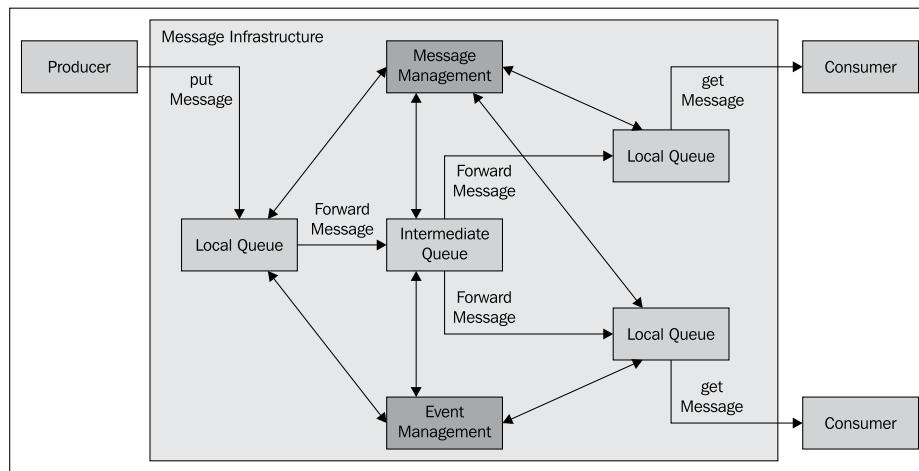 Message Infrastructure
Producer
put
Message
Message
Management
get
Message
Consumer
Local Queue
Forward
Message
Forward
Message
Local Queue
Intermediate
Queue
Forward
Message
Local Queue
get
Message
Event
Management
Consumer